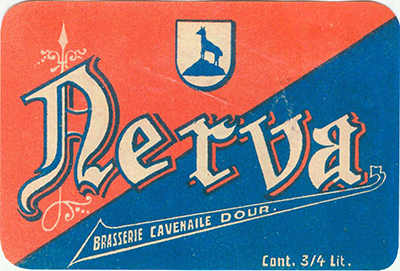 Nerva
BRASSERIE CAVENAILE DOUR.
Cont. 3/4 Lit.